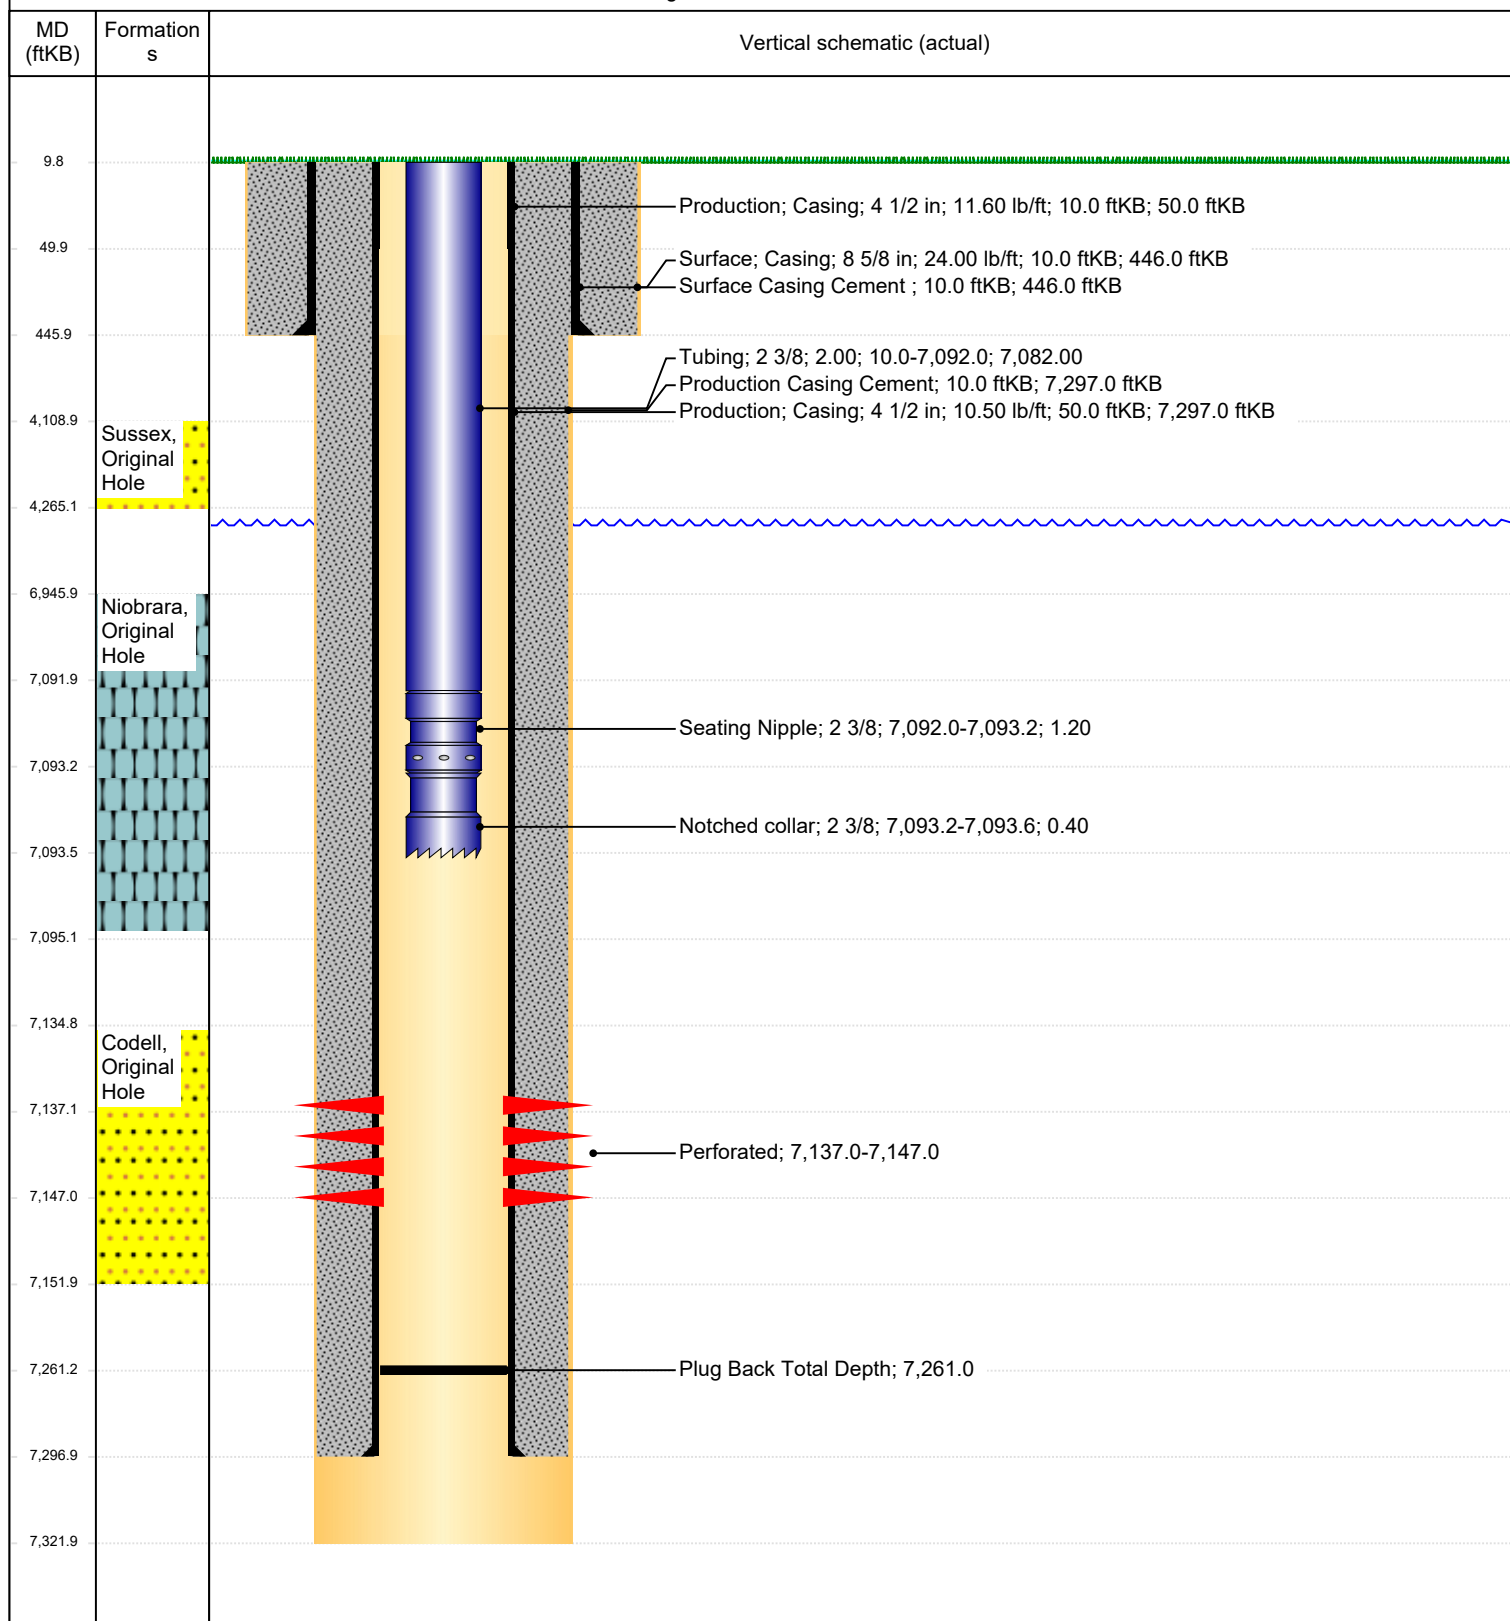 MD
(ftKB)
Formation
s
Vertical schematic (actual)
9.8
Production; Casing; 4 1/2 in; 11.60 lb/ft; 10.0 ftKB; 50.0 ftKB
49.9
Surface; Casing; 8 5/8 in; 24.00 lb/ft; 10.0 ftKB; 446.0 ftKB
Surface Casing Cement ; 10.0 ftKB; 446.0 ftKB
445.9
Tubing; 2 3/8; 2.00; 10.0-7,092.0; 7,082.00
Production Casing Cement; 10.0 ftKB; 7,297.0 ftKB
Production; Casing; 4 1/2 in; 10.50 lb/ft; 50.0 ftKB; 7,297.0 ftKB
4,108.9
Sussex,
Original
Hole
4,265.1
6,945.9
Niobrara,
Original
Hole
7,091.9
Seating Nipple; 2 3/8; 7,092.0-7,093.2; 1.20
7,093.2
Notched collar; 2 3/8; 7,093.2-7,093.6; 0.40
7,093.5
7,095.1
7,134.8
Codell,
Original
Hole
7,137.1
Perforated; 7,137.0-7,147.0
7,147.0
7,151.9
7,261.2
Plug Back Total Depth; 7,261.0
7,296.9
7,321.9